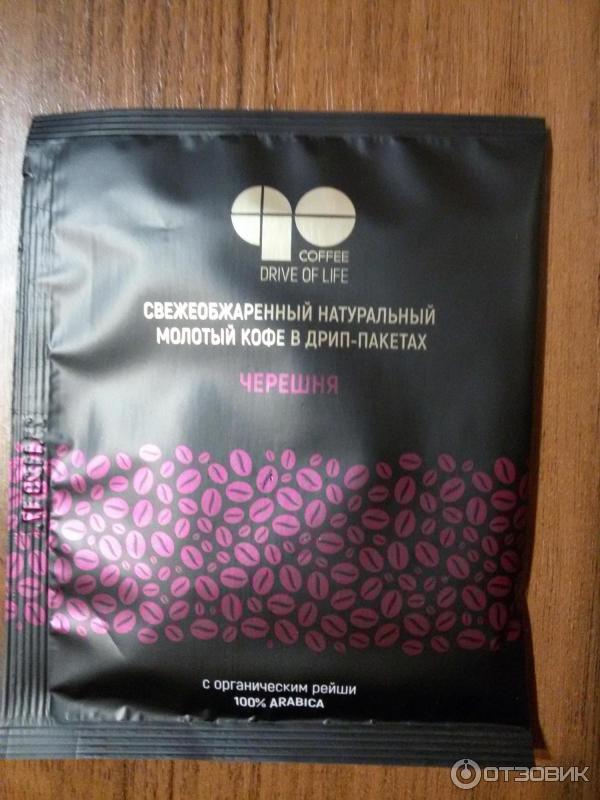 COFFEE
DRIVE OF LIFE
СВЕЖЕОБЖАРЕННЫЙ НАТУРАЛЬНЫЙ
МОЛОТЫЙ КОФЕ В ДРИП-ПАКЕТАХ
ЧЕРЕШНЯ
с органическим рейши
100% ARABICA
ОТЗОВИК